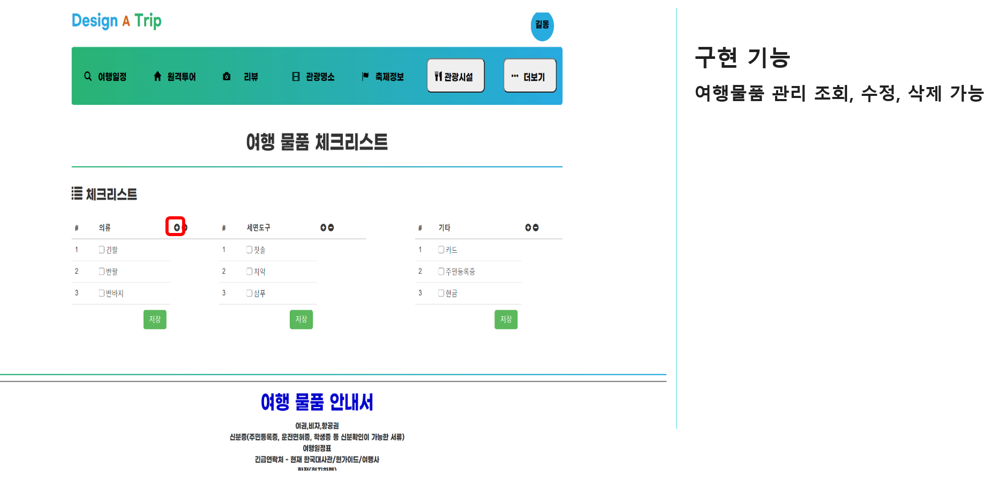 Design A Trip
길동
여행일정 원격투어 리뷰 관광명소 축제정보 관광시설 ··· 더보기
여행 물품 체크리스트
체크리스트
# 의류 # 세면도구 # 기타
1 긴팔 1 칫솔 1 카드
2 반팔 2 치약 2 주민등록증
3 반바지 3 샴푸 3 현금
저장 저장 저장
여행 물품 안내서
여권,비자,항공권
신분증(주민등록증, 운전면허증, 학생증 등 신분확인이 가능한 서류)
여행일정표
긴급연락처 - 현재 한국대사관/현가이드/여행사
구현 기능
여행물품 관리 조회, 수정, 삭제 가능